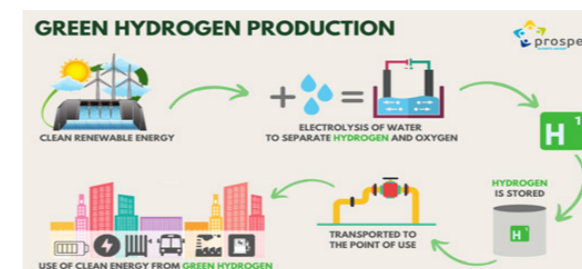 GREEN HYDROGEN PRODUCTION
prospe
CLEAN RENEWABLE ENERGY
+
=
ELECTROLYSIS OF WATER
TO SEPARATE HYDROGEN AND OXYGEN
H 1
HYDROGEN
IS STORED
H
TRANSPORTED TO
THE POINT OF USE
USE OF CLEAN ENERGY FROM GREEN HYDROGEN